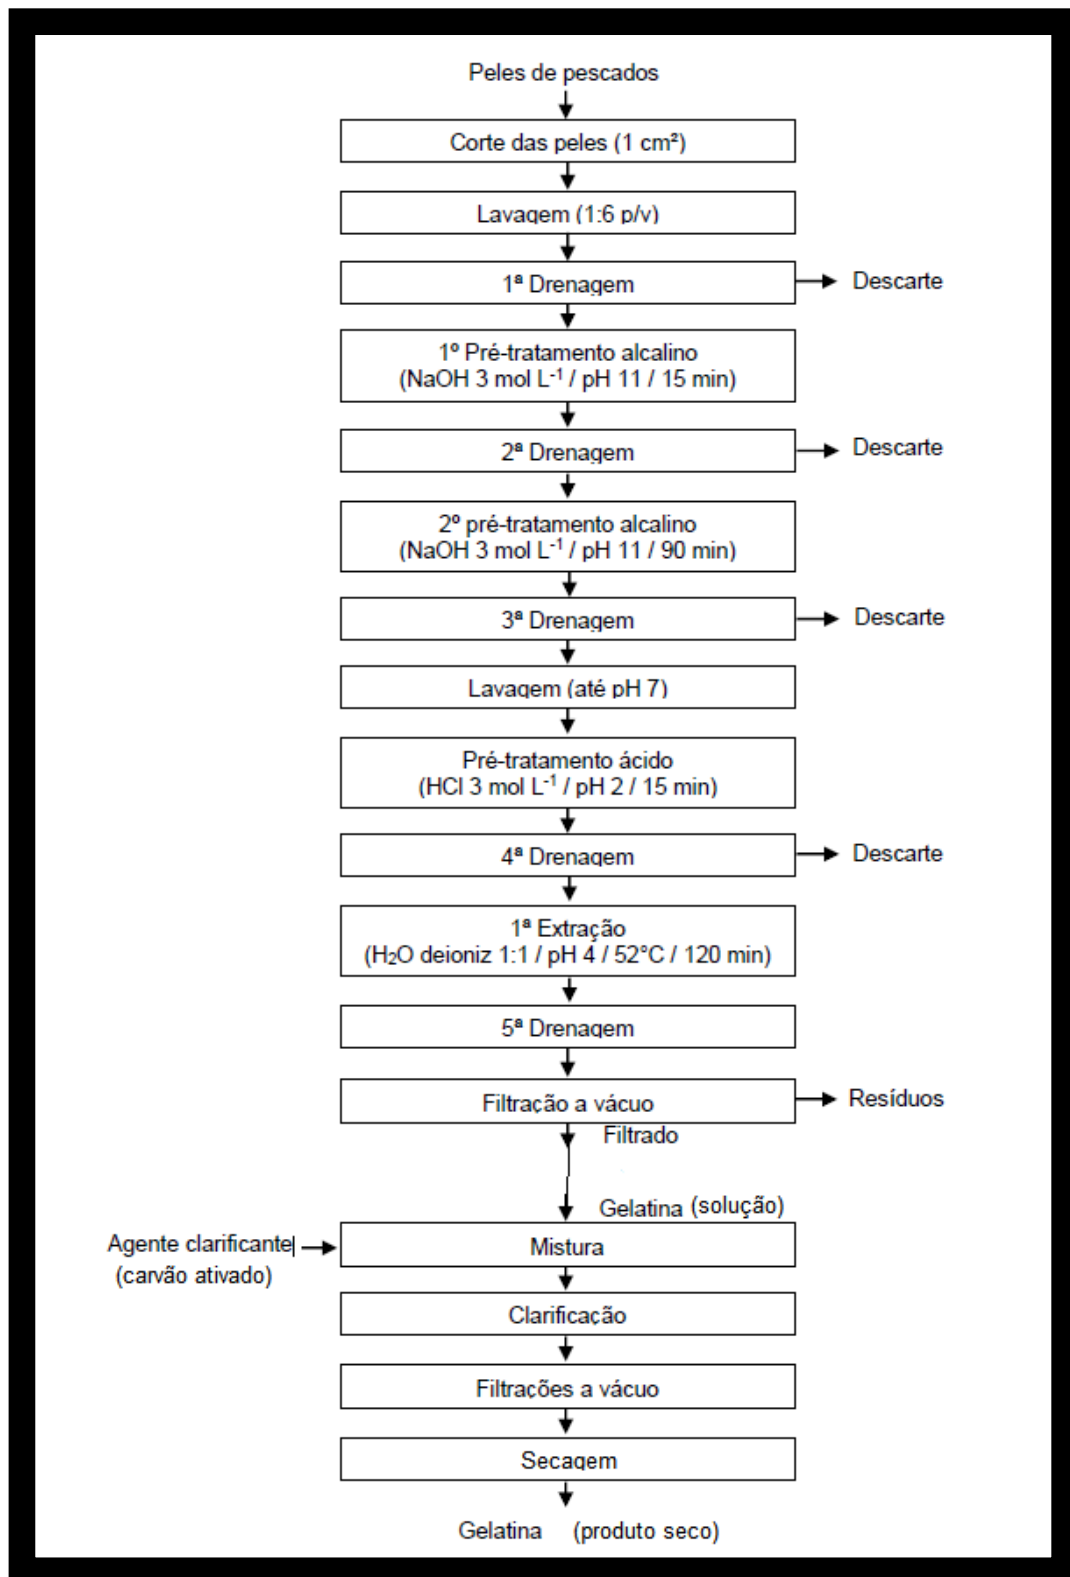 Peles de pescados
Corte das peles (1 cm²)
Lavagem (1:6 p/v)
1ª Drenagem
Descarte
1º Pré-tratamento alcalino
(NaOH 3 mol L⁻¹ / pH 11 / 15 min)
2ª Drenagem
Descarte
2º pré-tratamento alcalino
(NaOH 3 mol L⁻¹ / pH 11 / 90 min)
3ª Drenagem
Descarte
Lavagem (até pH 7)
Pré-tratamento ácido
(HCl 3 mol L⁻¹ / pH 2 / 15 min)
4ª Drenagem
Descarte
1ª Extração
(H₂O deioniz 1:1 / pH 4 / 52°C / 120 min)
5ª Drenagem
Filtração a vácuo
Resíduos
Filtrado
Gelatina (solução)
Agente clarificante
(carvão ativado)
Mistura
Clarificação
Filtrações a vácuo
Secagem
Gelatina (produto seco)